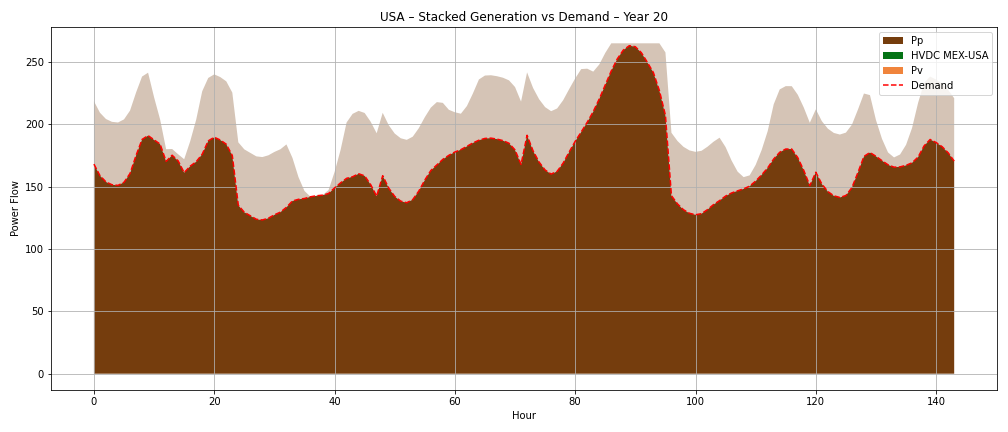 USA – Stacked Generation vs Demand – Year 20
Pp
HVDC MEX-USA
Pv
Demand
Power Flow
250
200
150
100
50
0
0 20 40 60 80 100 120 140
Hour